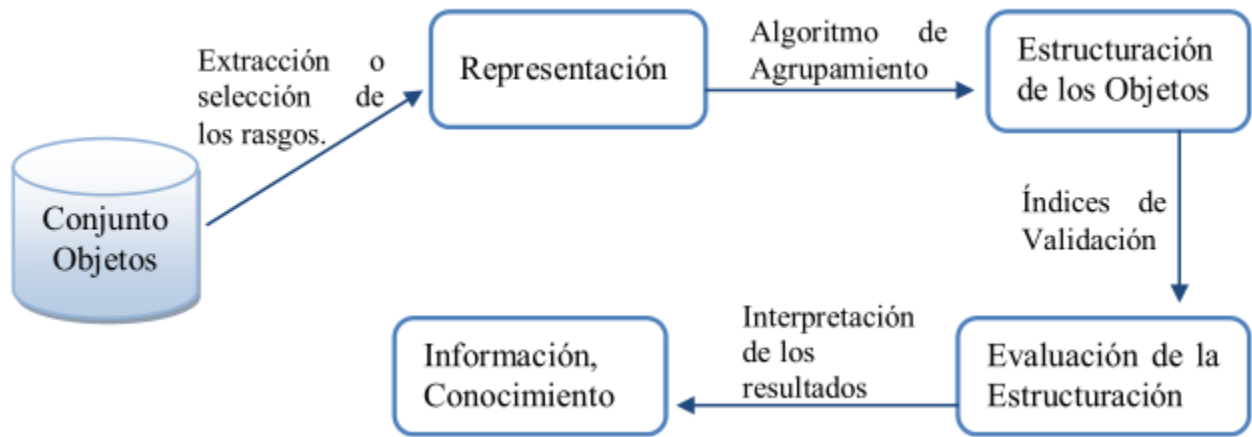 Extracción o
selección de
los rasgos.
Conjunto
Objetos
Representación
Algoritmo de
Agrupamiento
Estructuración
de los Objetos
Índices de
Validación
Evaluación de la
Estructuración
Interpretación
de los
resultados
Información,
Conocimiento